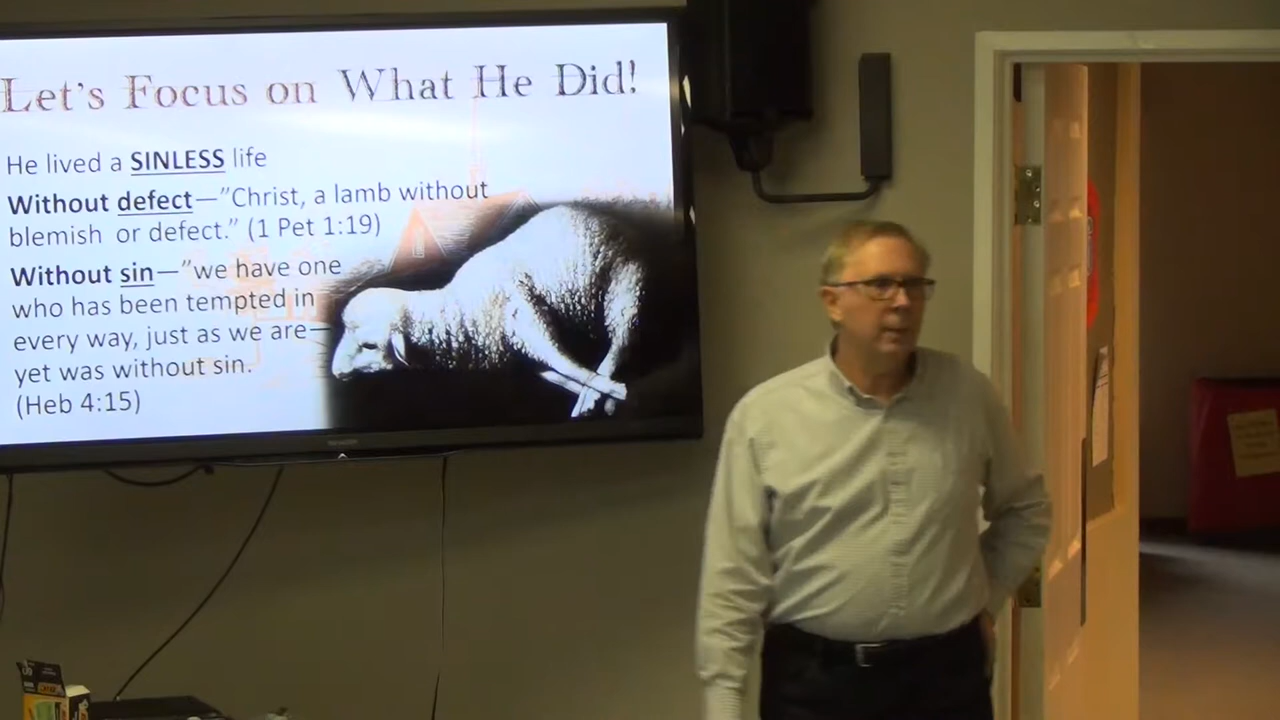 Let's Focus on What He Did!
He lived a SINLESS life
Without defect—"Christ, a lamb without
blemish or defect." (1 Pet 1:19)
Without sin—"we have one
who has been tempted in
every way, just as we are—
yet was without sin.
(Heb 4:15)